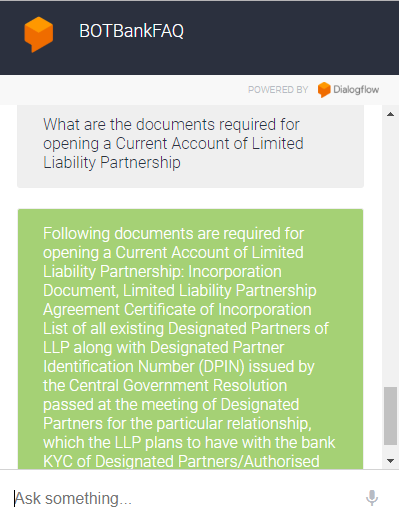 BOTBankFAQ
POWERED BY Dialogflow
What are the documents required for
opening a Current Account of Limited
Liability Partnership
Following documents are required for
opening a Current Account of Limited
Liability Partnership: Incorporation
Document, Limited Liability Partnership
Agreement Certificate of Incorporation
List of all existing Designated Partners of
LLP along with Designated Partner
Identification Number (DPIN) issued by
the Central Government Resolution
passed at the meeting of Designated
Partners for the particular relationship,
which the LLP plans to have with the bank
KYC of Designated Partners/Authorised
Ask something...